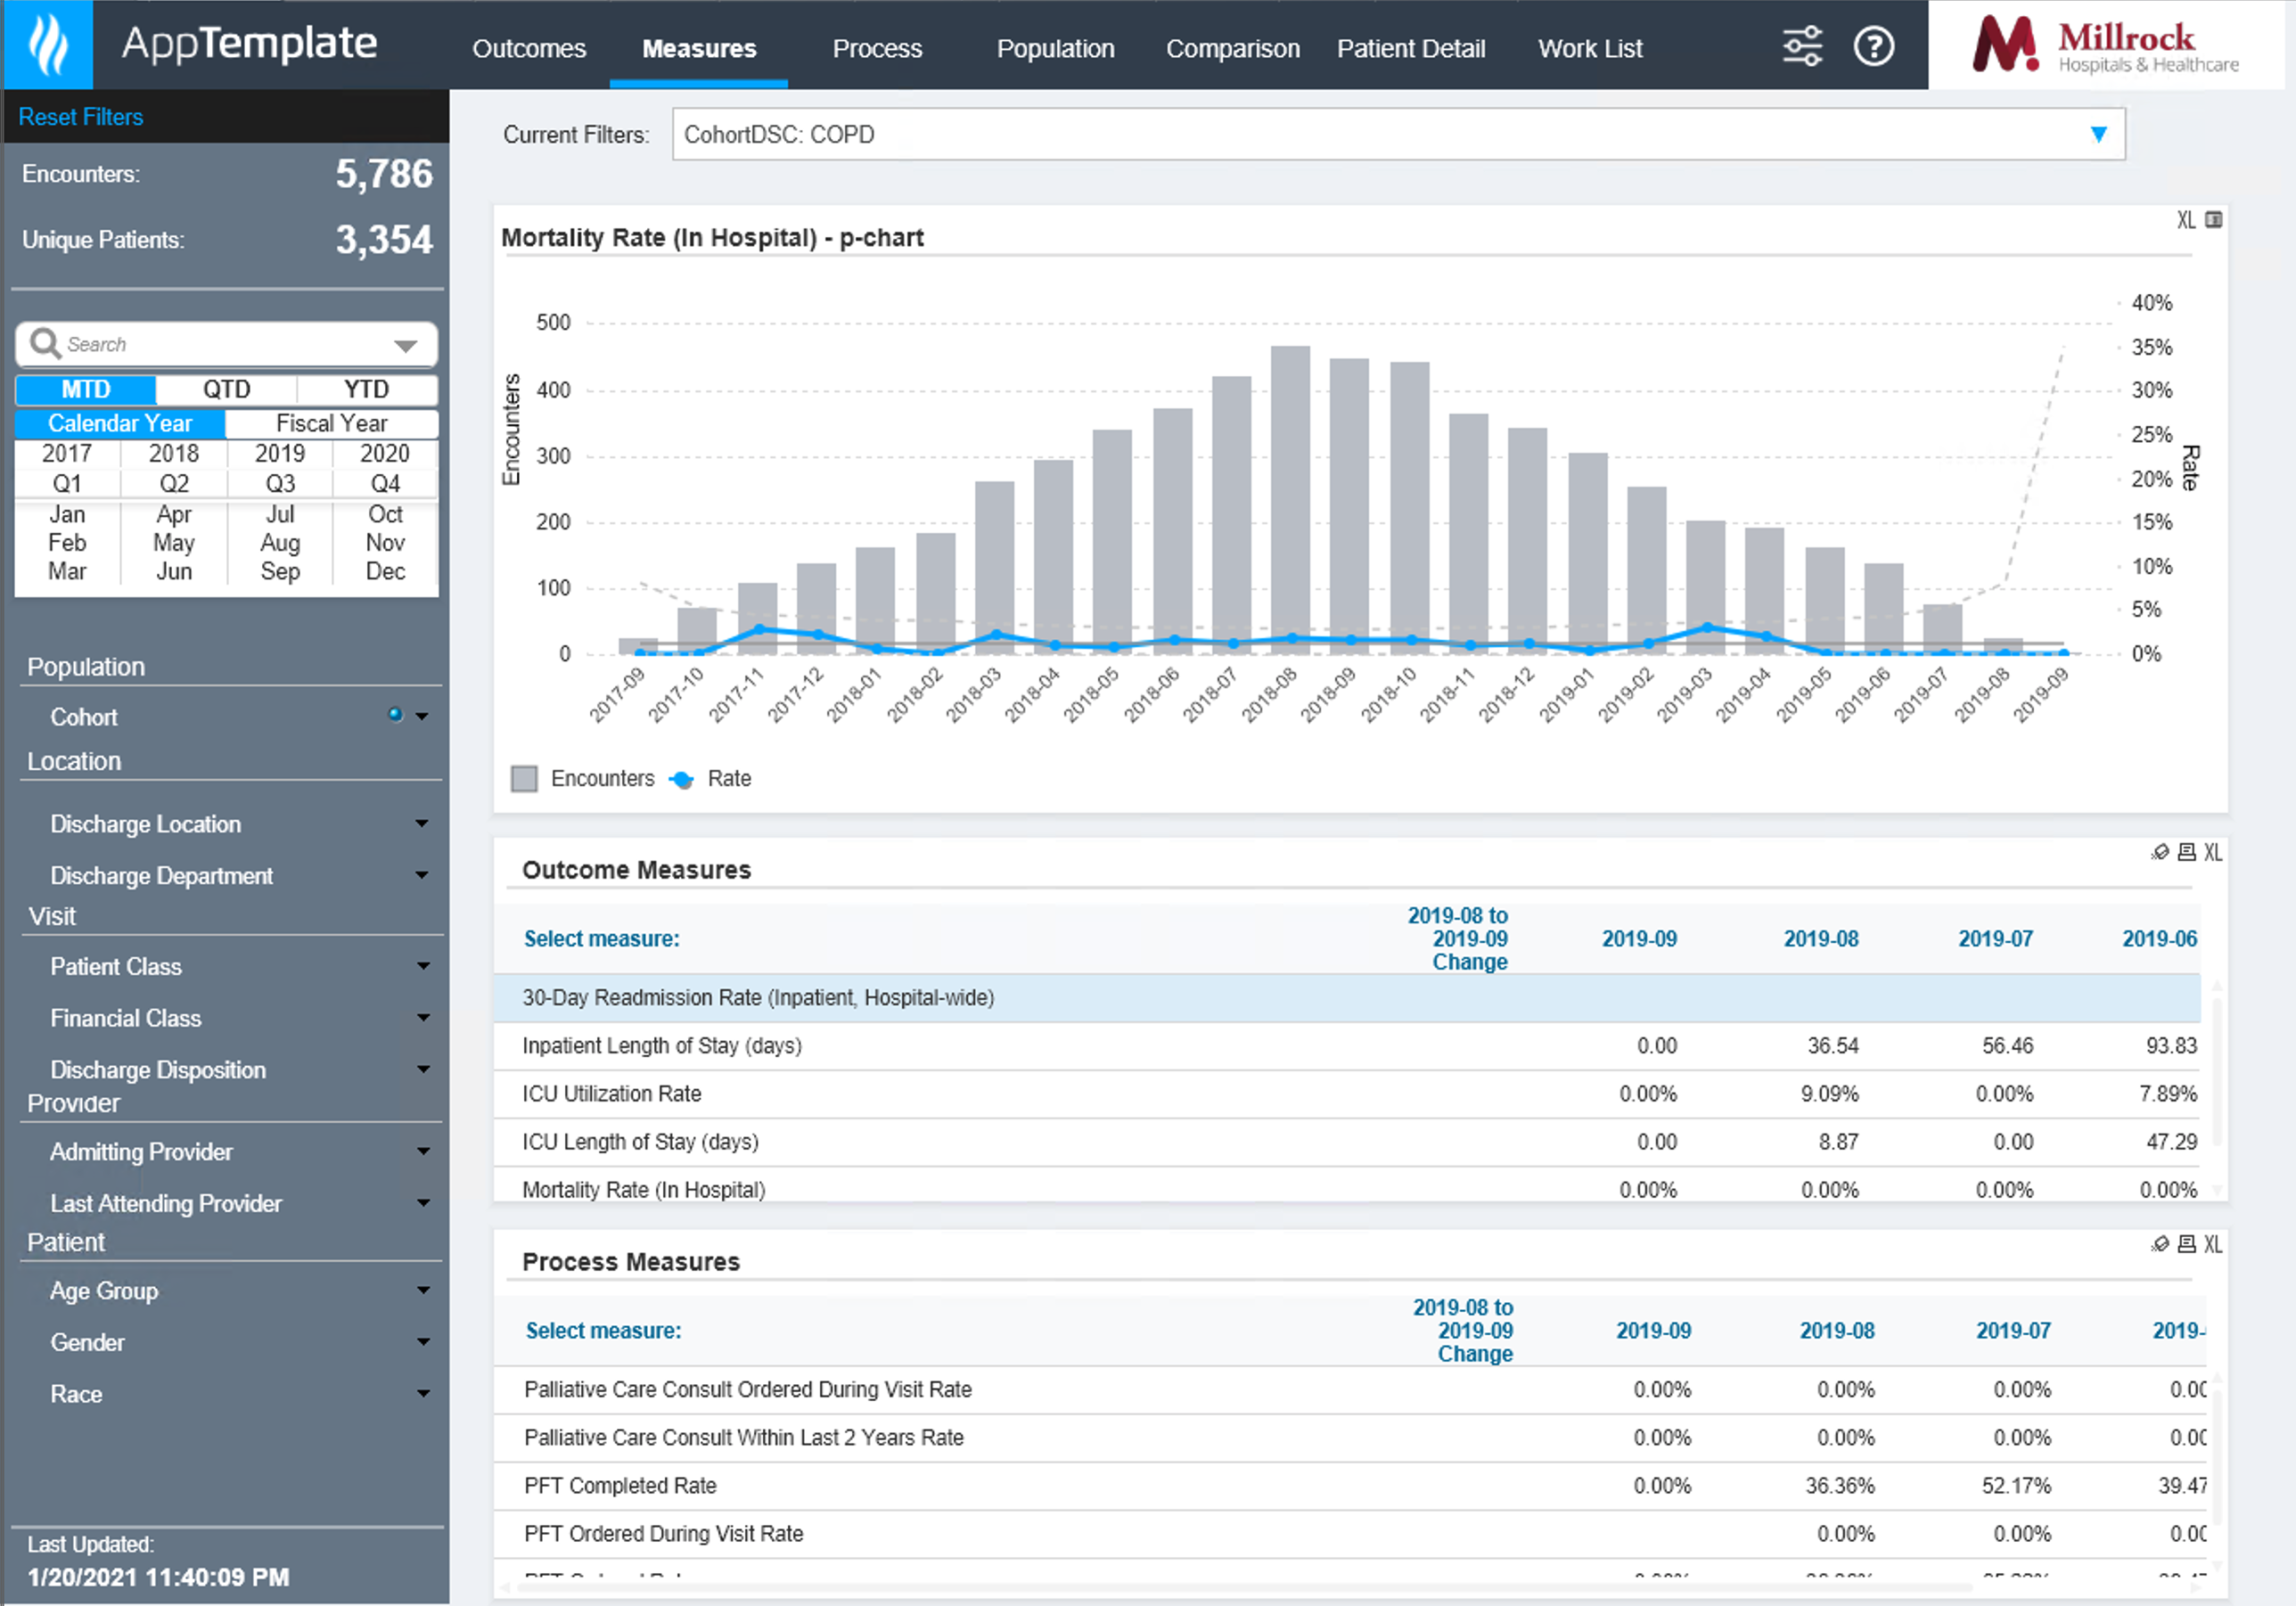 AppTemplate
Outcomes Measures Process Population Comparison Patient Detail Work List
?
Millrock
Hospitals & Healthcare
Reset Filters
Encounters: 5,786
Unique Patients: 3,354
Search
MTD QTD YTD
Calendar Year Fiscal Year
2017 2018 2019 2020
Q1 Q2 Q3 Q4
Jan Apr Jul Oct
Feb May Aug Nov
Mar Jun Sep Dec
Population
Cohort
Location
Discharge Location
Discharge Department
Visit
Patient Class
Financial Class
Discharge Disposition
Provider
Admitting Provider
Last Attending Provider
Patient
Age Group
Gender
Race
Last Updated:
1/20/2021 11:40:09 PM
Current Filters: CohortDSC: COPD
XL
Mortality Rate (In Hospital) - p-chart
Encounters
500
400
300
200
100
0
40%
35%
30%
25%
20%
15%
10%
5%
0%
Rate
2017-09 2017-10 2017-11 2017-12 2018-01 2018-02 2018-03 2018-04 2018-05 2018-06 2018-07 2018-08 2018-09 2018-10 2018-11 2018-12 2019-01 2019-02 2019-03 2019-04 2019-05 2019-06 2019-07 2019-08 2019-09
Encounters Rate
XL
Outcome Measures
Select measure: 2019-08 to 2019-09 Change 2019-09 2019-08 2019-07 2019-06
30-Day Readmission Rate (Inpatient, Hospital-wide)
Inpatient Length of Stay (days) 0.00 36.54 56.46 93.83
ICU Utilization Rate 0.00% 9.09% 0.00% 7.89%
ICU Length of Stay (days) 0.00 8.87 0.00 47.29
Mortality Rate (In Hospital) 0.00% 0.00% 0.00% 0.00%
XL
Process Measures
Select measure: 2019-08 to 2019-09 Change 2019-09 2019-08 2019-07 2019-
Palliative Care Consult Ordered During Visit Rate 0.00% 0.00% 0.00% 0.00
Palliative Care Consult Within Last 2 Years Rate 0.00% 0.00% 0.00% 0.00
PFT Completed Rate 0.00% 36.36% 52.17% 39.47
PFT Ordered During Visit Rate 0.00% 0.00% 0.00